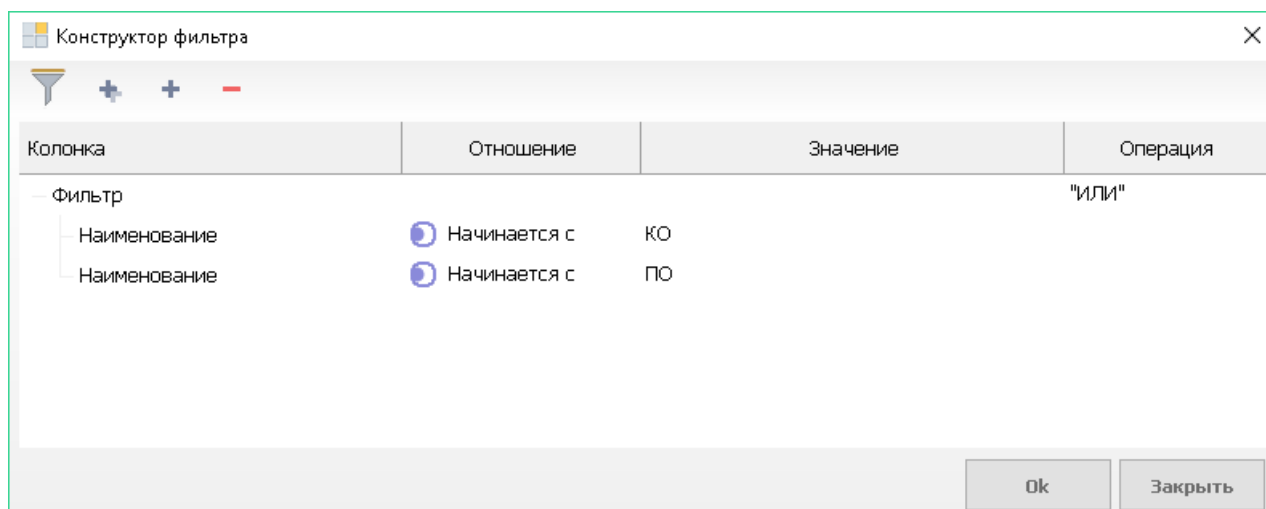 Конструктор фильтра
Колонка Отношение Значение Операция
Фильтр "ИЛИ"
Наименование Начинается с КО
Наименование Начинается с ПО
Ok Закрыть